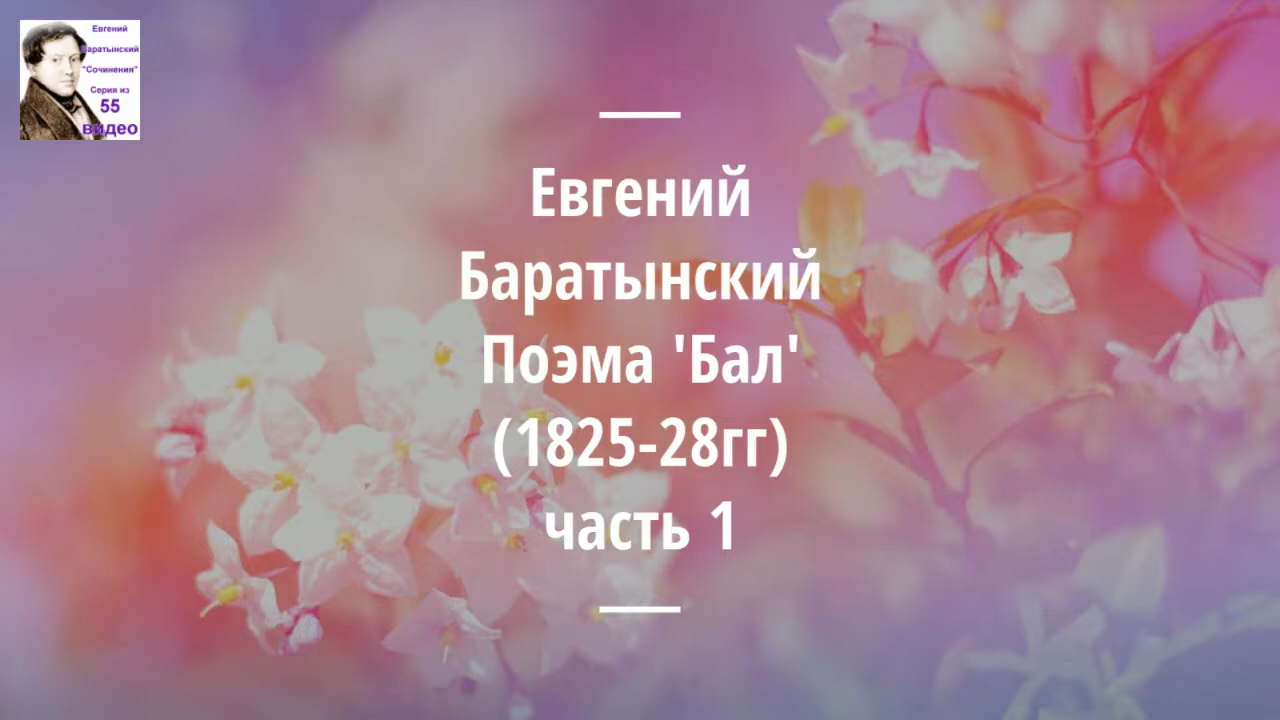 Евгений
Баратынский
"Сочинения"
Серия из
55
видео
Евгений
Баратынский
Поэма 'Бал'
(1825-28гг)
часть 1